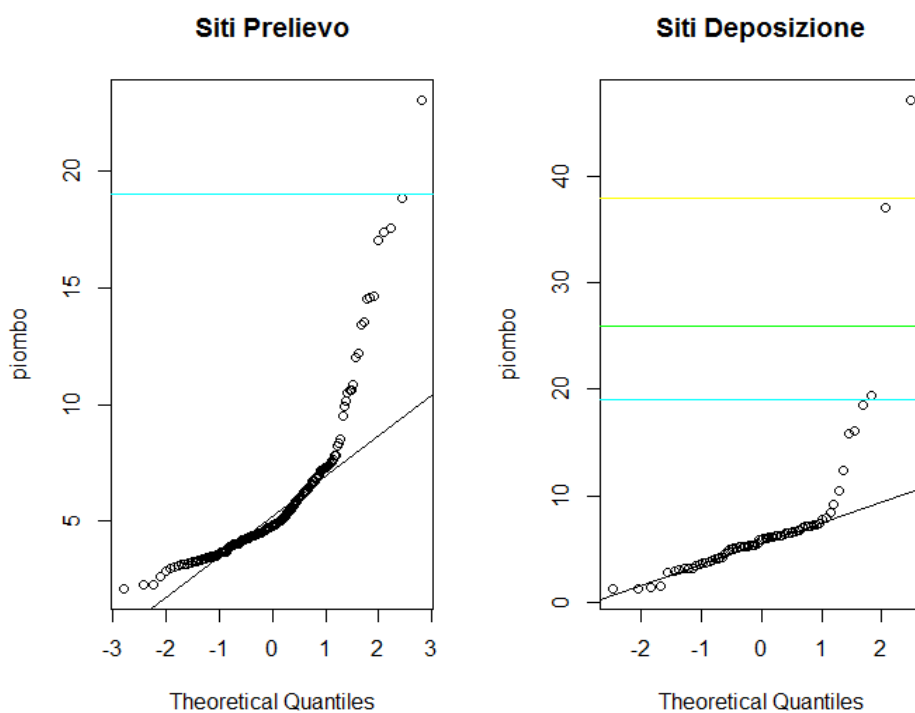 Siti Prelievo
piombo
20
15
10
5
-3 -2 -1 0 1 2 3
Theoretical Quantiles
Siti Deposizione
piombo
40
30
20
10
0
-2 -1 0 1 2
Theoretical Quantiles